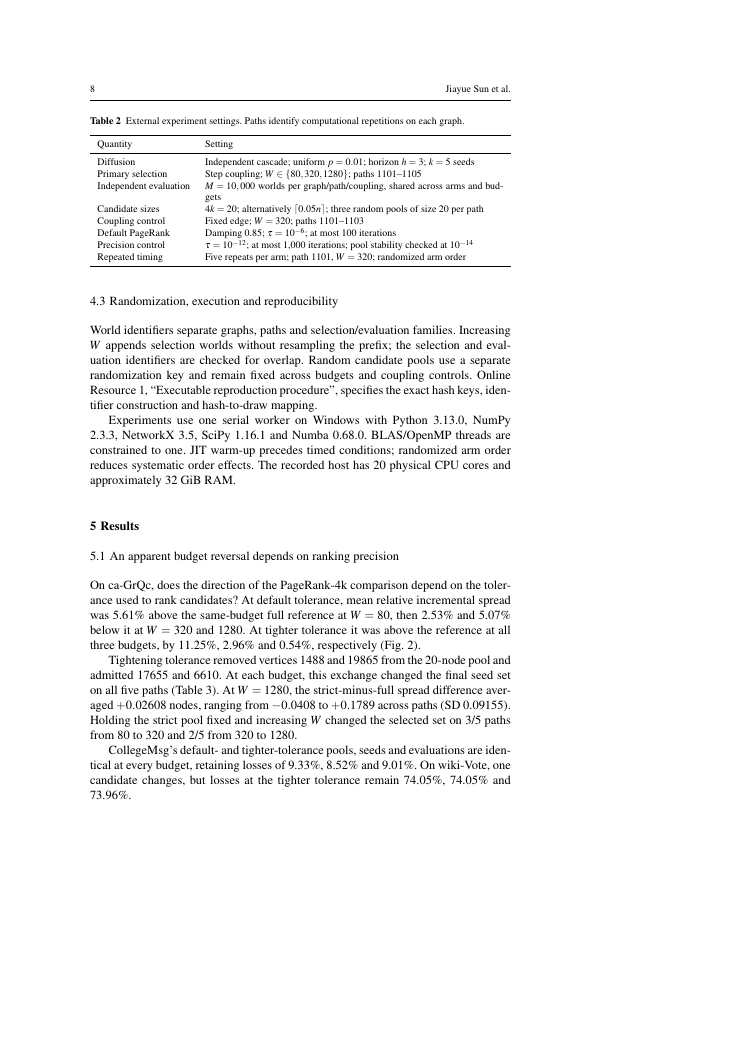 8
Jiayue Sun et al.
Table 2 External experiment settings. Paths identify computational repetitions on each graph.
Quantity Setting
Diffusion Independent cascade; uniform p = 0.01; horizon h = 3; k = 5 seeds
Primary selection Step coupling; W ∈ {80,320,1280}; paths 1101–1105
Independent evaluation M = 10,000 worlds per graph/path/coupling, shared across arms and bud-
gets
Candidate sizes 4k = 20; alternatively ⌈0.05n⌉; three random pools of size 20 per path
Coupling control Fixed edge; W = 320; paths 1101–1103
Default PageRank Damping 0.85; τ = 10⁻⁶; at most 100 iterations
Precision control τ = 10⁻¹²; at most 1,000 iterations; pool stability checked at 10⁻¹⁴
Repeated timing Five repeats per arm; path 1101, W = 320; randomized arm order
4.3 Randomization, execution and reproducibility
World identifiers separate graphs, paths and selection/evaluation families. Increasing
W appends selection worlds without resampling the prefix; the selection and eval-
uation identifiers are checked for overlap. Random candidate pools use a separate
randomization key and remain fixed across budgets and coupling controls. Online
Resource 1, “Executable reproduction procedure”, specifies the exact hash keys, iden-
tifier construction and hash-to-draw mapping.
Experiments use one serial worker on Windows with Python 3.13.0, NumPy
2.3.3, NetworkX 3.5, SciPy 1.16.1 and Numba 0.68.0. BLAS/OpenMP threads are
constrained to one. JIT warm-up precedes timed conditions; randomized arm order
reduces systematic order effects. The recorded host has 20 physical CPU cores and
approximately 32 GiB RAM.
5 Results
5.1 An apparent budget reversal depends on ranking precision
On ca-GrQc, does the direction of the PageRank-4k comparison depend on the toler-
ance used to rank candidates? At default tolerance, mean relative incremental spread
was 5.61% above the same-budget full reference at W = 80, then 2.53% and 5.07%
below it at W = 320 and 1280. At tighter tolerance it was above the reference at all
three budgets, by 11.25%, 2.96% and 0.54%, respectively (Fig. 2).
Tightening tolerance removed vertices 1488 and 19865 from the 20-node pool and
admitted 17655 and 6610. At each budget, this exchange changed the final seed set
on all five paths (Table 3). At W = 1280, the strict-minus-full spread difference aver-
aged +0.02608 nodes, ranging from −0.0408 to +0.1789 across paths (SD 0.09155).
Holding the strict pool fixed and increasing W changed the selected set on 3/5 paths
from 80 to 320 and 2/5 from 320 to 1280.
CollegeMsg’s default- and tighter-tolerance pools, seeds and evaluations are iden-
tical at every budget, retaining losses of 9.33%, 8.52% and 9.01%. On wiki-Vote, one
candidate changes, but losses at the tighter tolerance remain 74.05%, 74.05% and
73.96%.